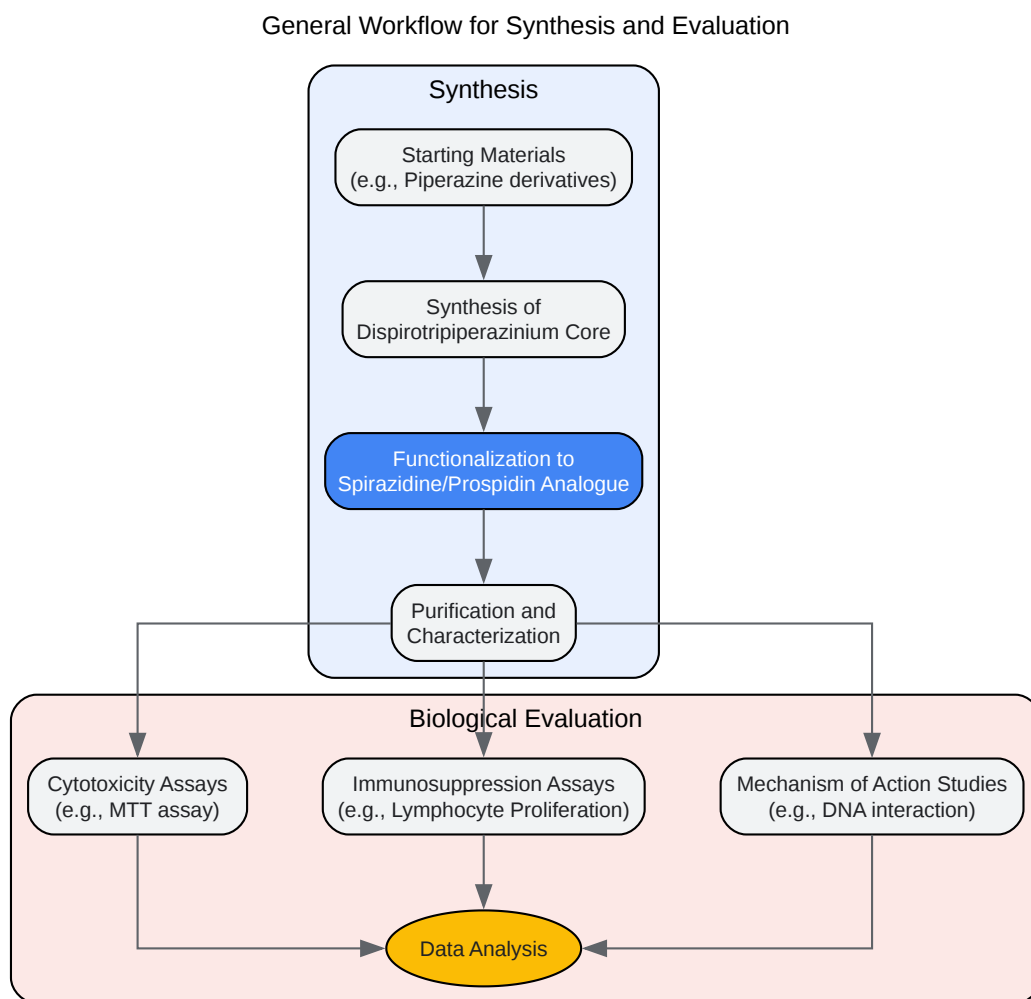 General Workflow for Synthesis and Evaluation
Synthesis
Starting Materials
(e.g., Piperazine derivatives)
Synthesis of
Dispirotripiperazinium Core
Functionalization to
Spirazidine/Prospidin Analogue
Purification and
Characterization
Biological Evaluation
Cytotoxicity Assays
(e.g., MTT assay)
Immunosuppression Assays
(e.g., Lymphocyte Proliferation)
Mechanism of Action Studies
(e.g., DNA interaction)
Data Analysis